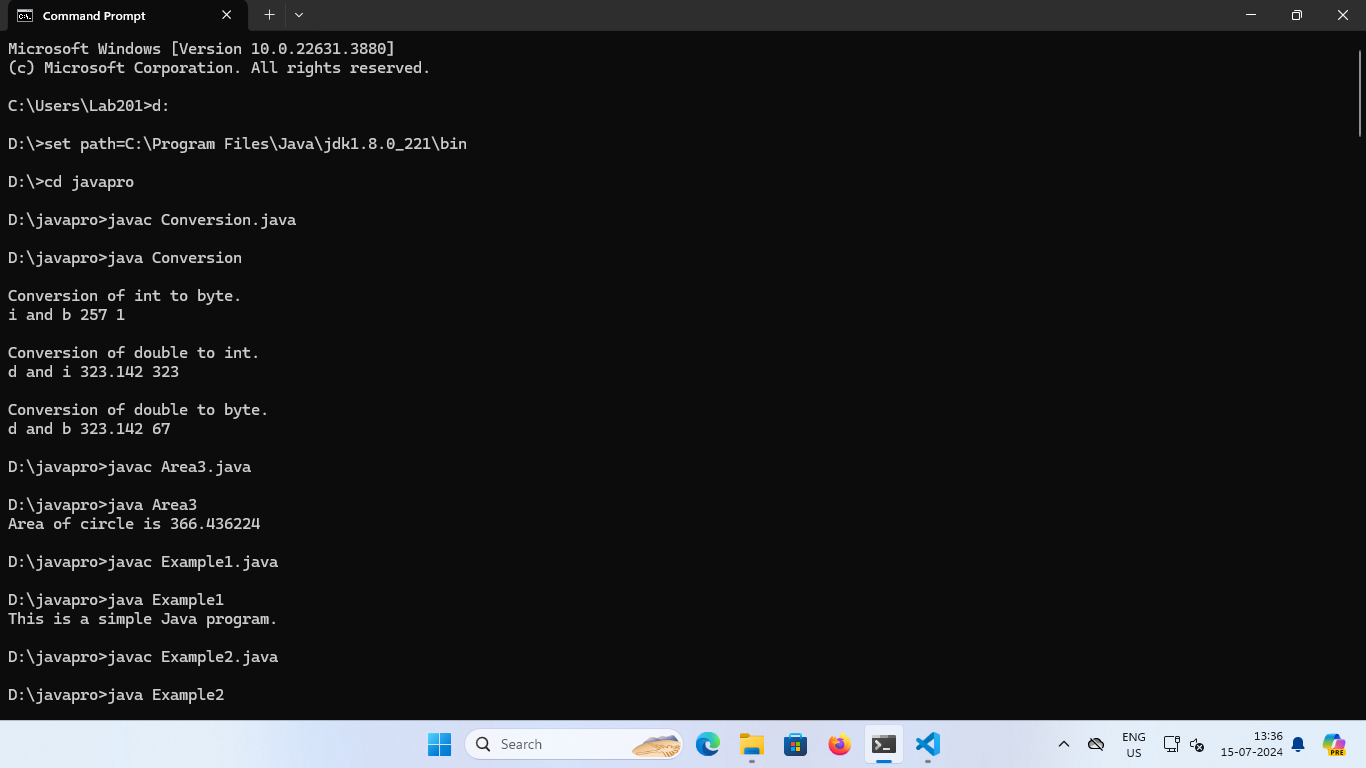 Command Prompt
Microsoft Windows [Version 10.0.22631.3880]
(c) Microsoft Corporation. All rights reserved.
C:\Users\Lab201>d:
D:\>set path=C:\Program Files\Java\jdk1.8.0_221\bin
D:\>cd javapro
D:\javapro>javac Conversion.java
D:\javapro>java Conversion
Conversion of int to byte.
i and b 257 1
Conversion of double to int.
d and i 323.142 323
Conversion of double to byte.
d and b 323.142 67
D:\javapro>javac Area3.java
D:\javapro>java Area3
Area of circle is 366.436224
D:\javapro>javac Example1.java
D:\javapro>java Example1
This is a simple Java program.
D:\javapro>javac Example2.java
D:\javapro>java Example2
Search
ENG
US
13:36
15-07-2024
PRE